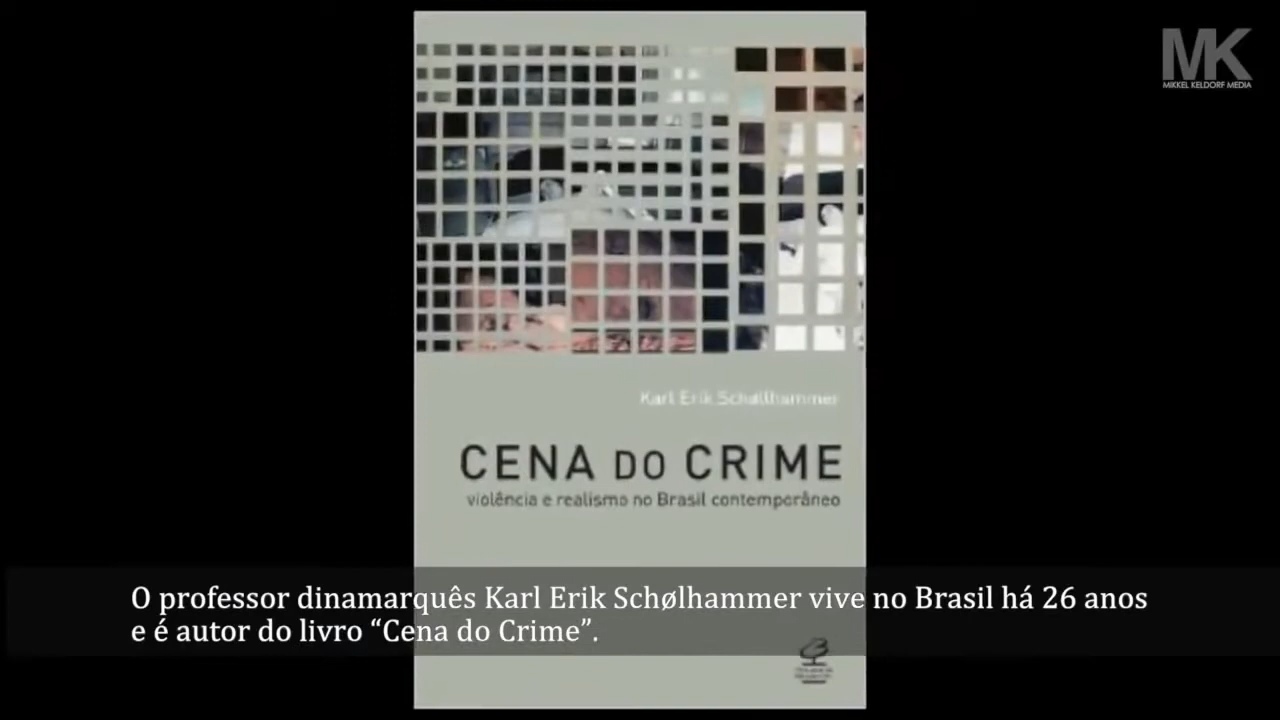 MK
MIKKEL KELDORF MEDIA
Karl Erik Schøllhammer
CENA DO CRIME
violência e realismo no Brasil contemporâneo
O professor dinamarquês Karl Erik Schølhammer vive no Brasil há 26 anos
e é autor do livro “Cena do Crime”.